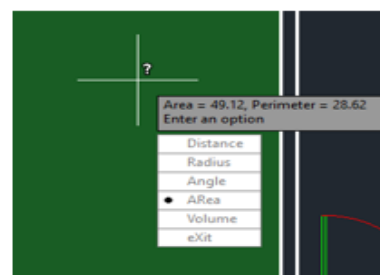 ?
Area = 49.12, Perimeter = 28.62
Enter an option
Distance
Radius
Angle
ARea
Volume
eXit